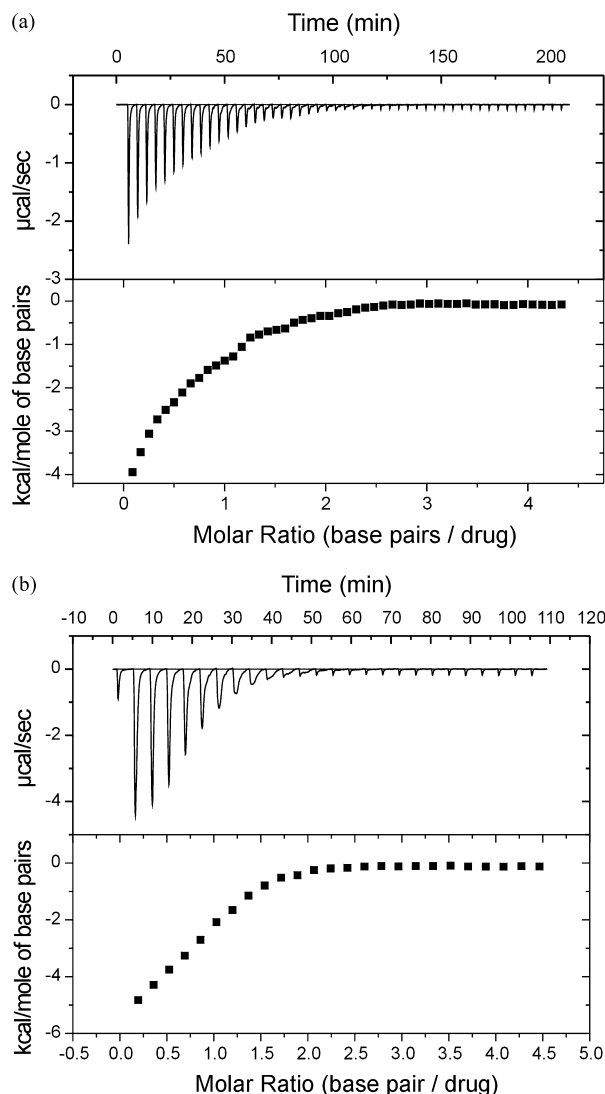 (a)
Time (min)
0 50 100 150 200
0
-1
-2
-3
µcal/sec
0
-1
-2
-3
-4
kcal/mole of base pairs
0 1 2 3 4
Molar Ratio (base pairs / drug)
(b)
Time (min)
-10 0 10 20 30 40 50 60 70 80 90 100 110 120
0
-2
-4
µcal/sec
0
-2
-4
-6
kcal/mole of base pairs
-0.5 0.0 0.5 1.0 1.5 2.0 2.5 3.0 3.5 4.0 4.5 5.0
Molar Ratio (base pair / drug)